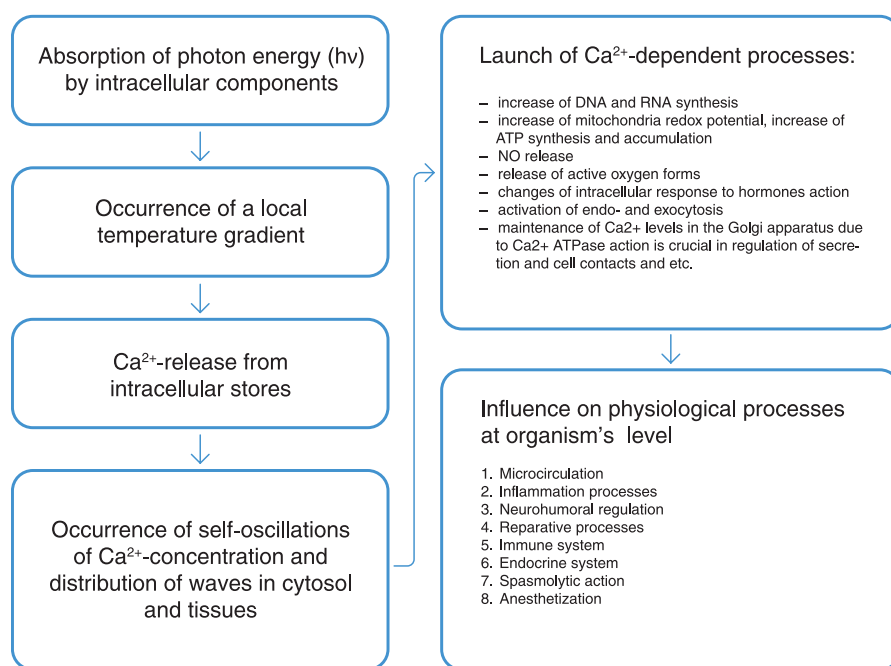 Absorption of photon energy (hν)
by intracellular components
Occurrence of a local
temperature gradient
Ca²⁺-release from
intracellular stores
Occurrence of self-oscillations
of Ca²⁺-concentration and
distribution of waves in cytosol
and tissues
Launch of Ca²⁺-dependent processes:
– increase of DNA and RNA synthesis
– increase of mitochondria redox potential, increase of
ATP synthesis and accumulation
– NO release
– release of active oxygen forms
– changes of intracellular response to hormones action
– activation of endo- and exocytosis
– maintenance of Ca2+ levels in the Golgi apparatus due
to Ca2+ ATPase action is crucial in regulation of secre-
tion and cell contacts and etc.
Influence on physiological processes
at organism's level
1. Microcirculation
2. Inflammation processes
3. Neurohumoral regulation
4. Reparative processes
5. Immune system
6. Endocrine system
7. Spasmolytic action
8. Anesthetization